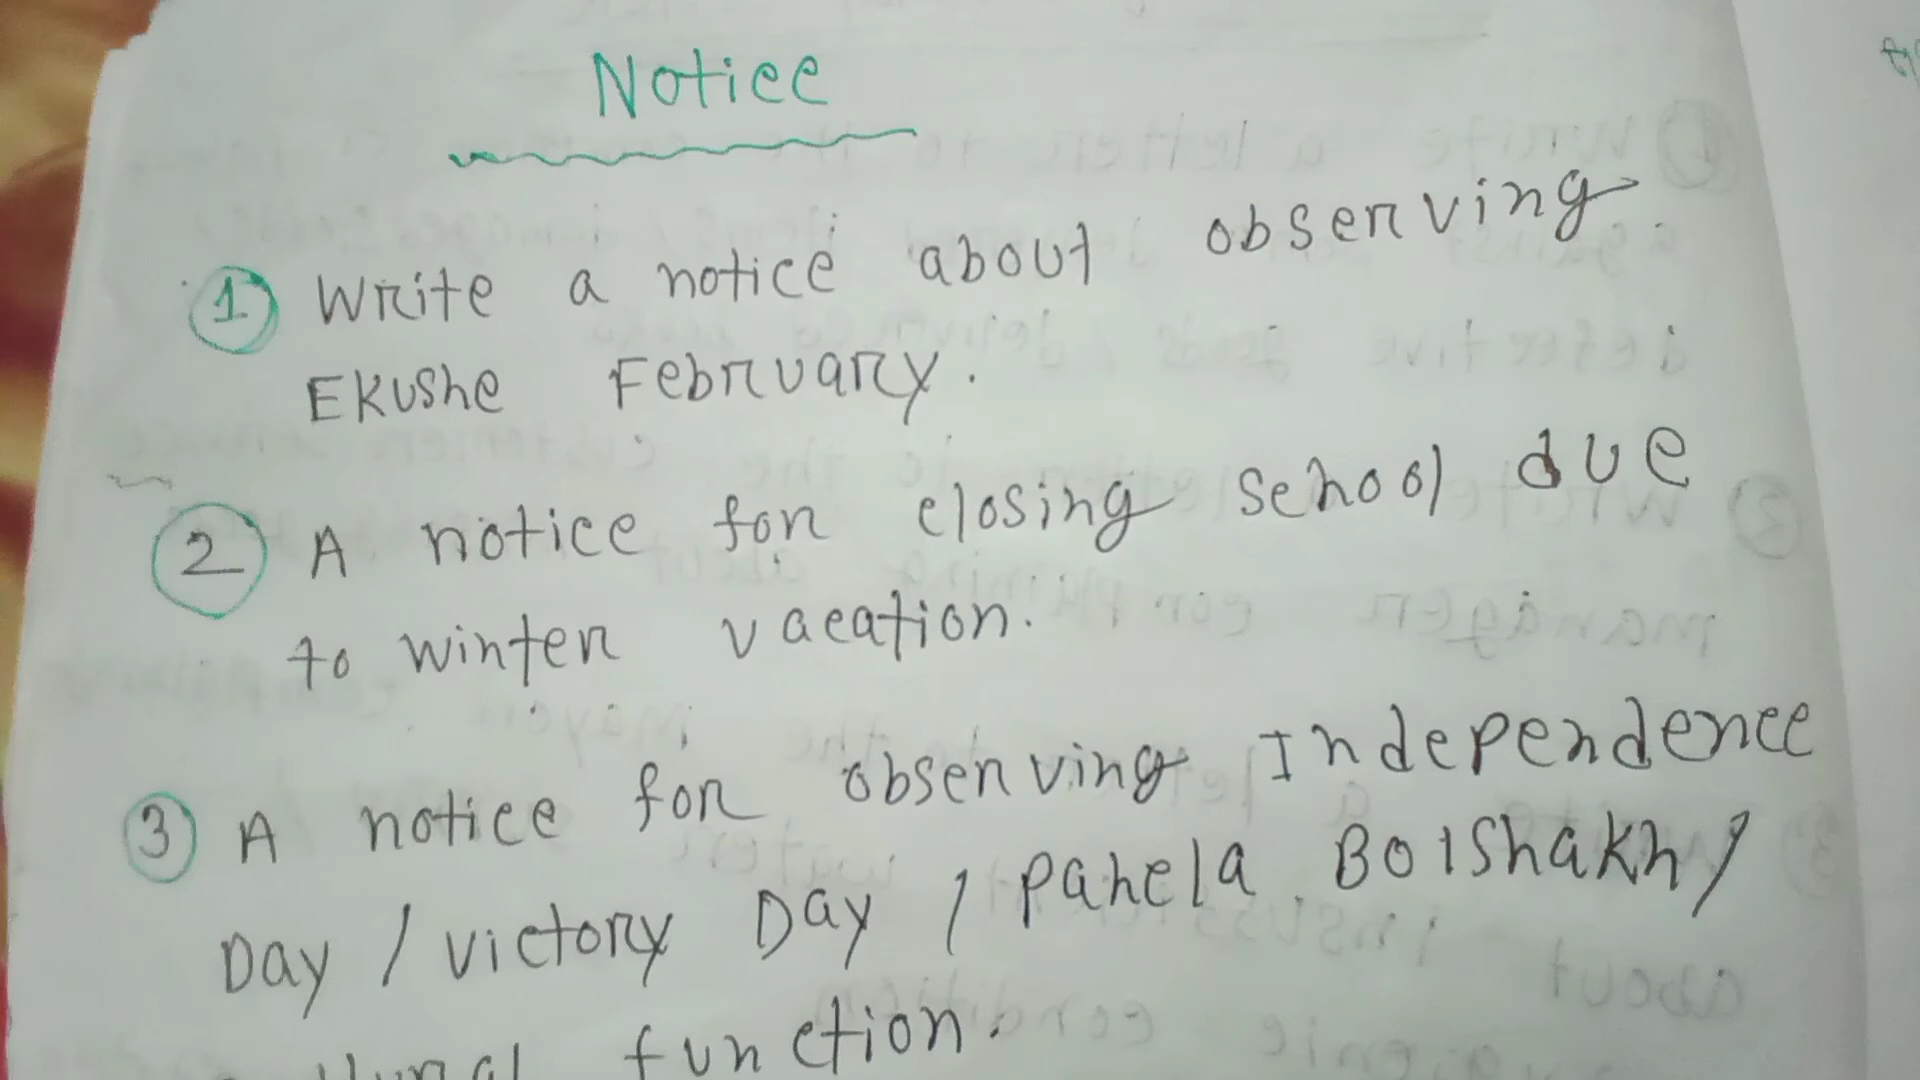 Notice
1 Write a notice about observing
Ekushe February.
2 A notice for closing school due
to winter vacation.
3 A notice for observing Independence
Day / Victory Day / Pahela Boishakh /
function.